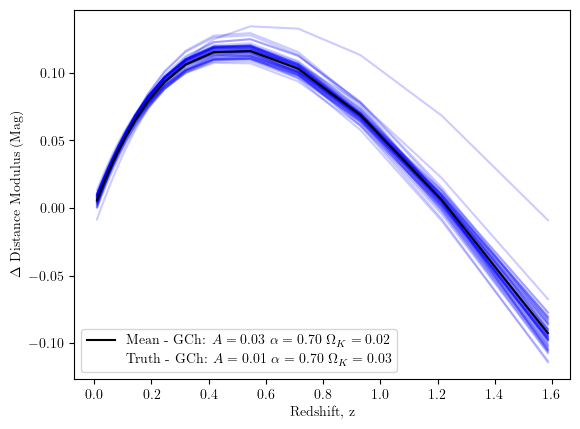 0.10
0.05
0.00
−0.05
−0.10
Δ Distance Modulus (Mag)
Mean - GCh: A = 0.03 α = 0.70 Ω_K = 0.02
Truth - GCh: A = 0.01 α = 0.70 Ω_K = 0.03
0.0 0.2 0.4 0.6 0.8 1.0 1.2 1.4 1.6
Redshift, z